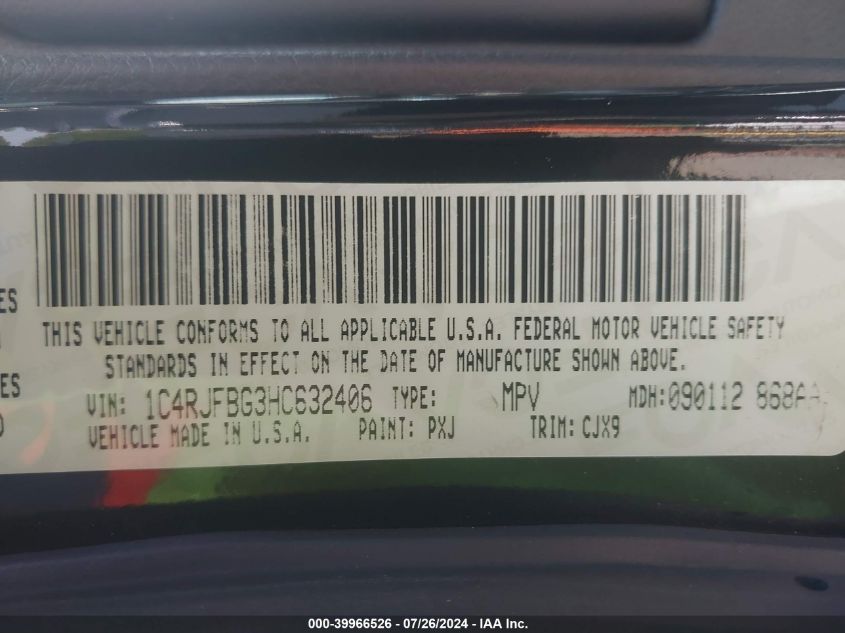 ES
THIS VEHICLE CONFORMS TO ALL APPLICABLE U.S.A. FEDERAL MOTOR VEHICLE SAFETY
STANDARDS IN EFFECT ON THE DATE OF MANUFACTURE SHOWN ABOVE.
ES
VIN: 1C4RJFBG3HC632406 TYPE: MPV MDH: 090112 868AA
VEHICLE MADE IN U.S.A. PAINT: PXJ TRIM: CJX9
000-39966526 - 07/26/2024 - IAA Inc.